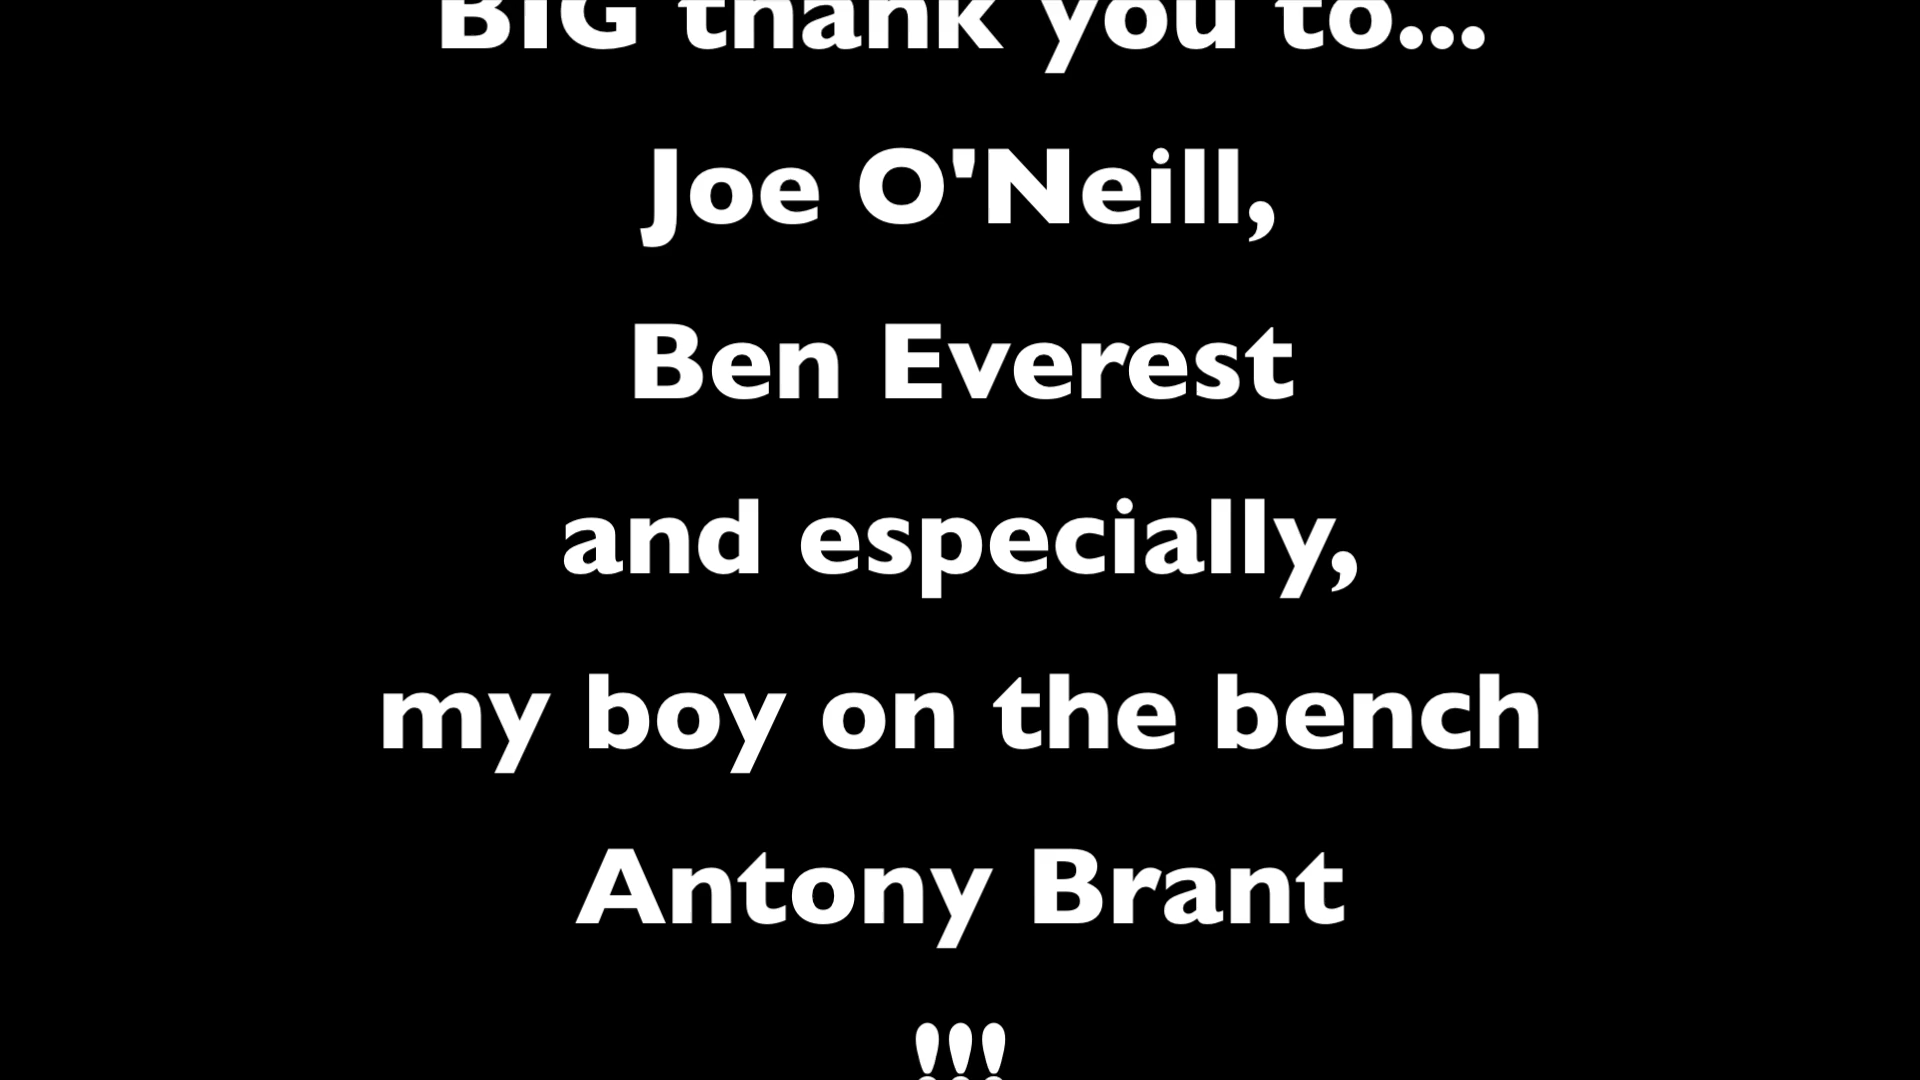 BIG thank you to...
Joe O'Neill,
Ben Everest
and especially,
my boy on the bench
Antony Brant
!!!